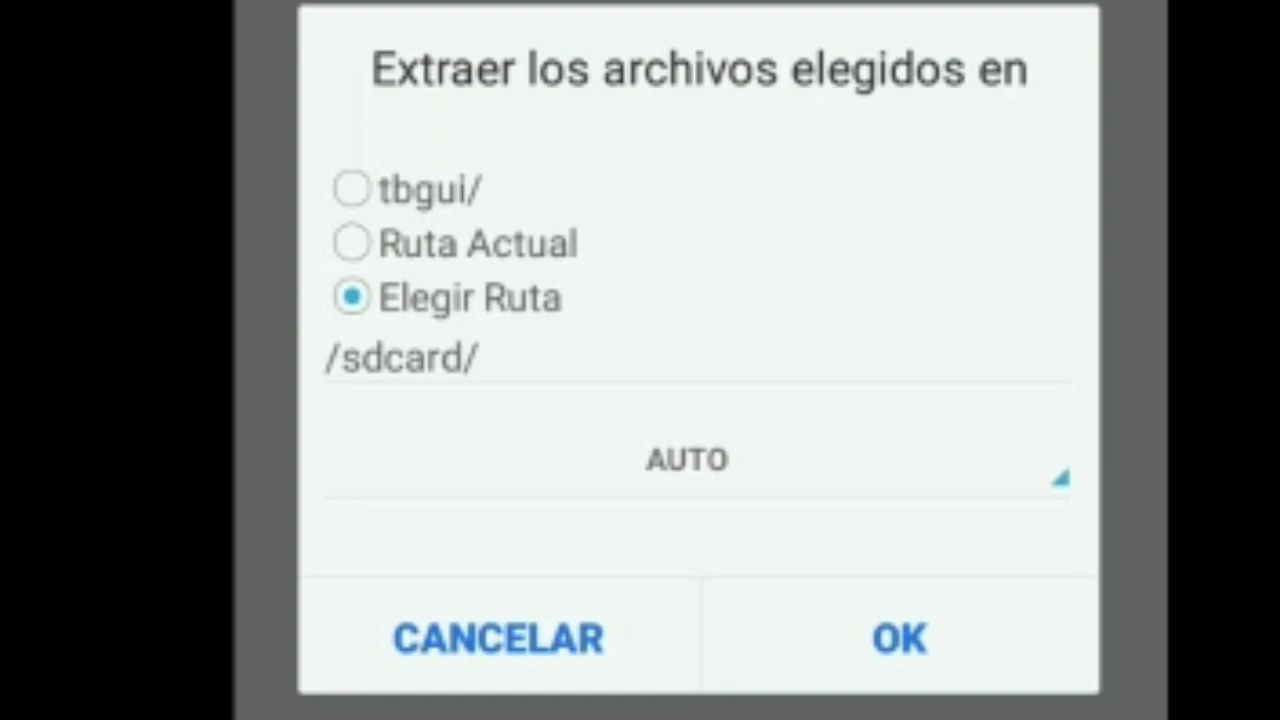 Extraer los archivos elegidos en
tbgui/
Ruta Actual
Elegir Ruta
/sdcard/
AUTO
CANCELAR
OK